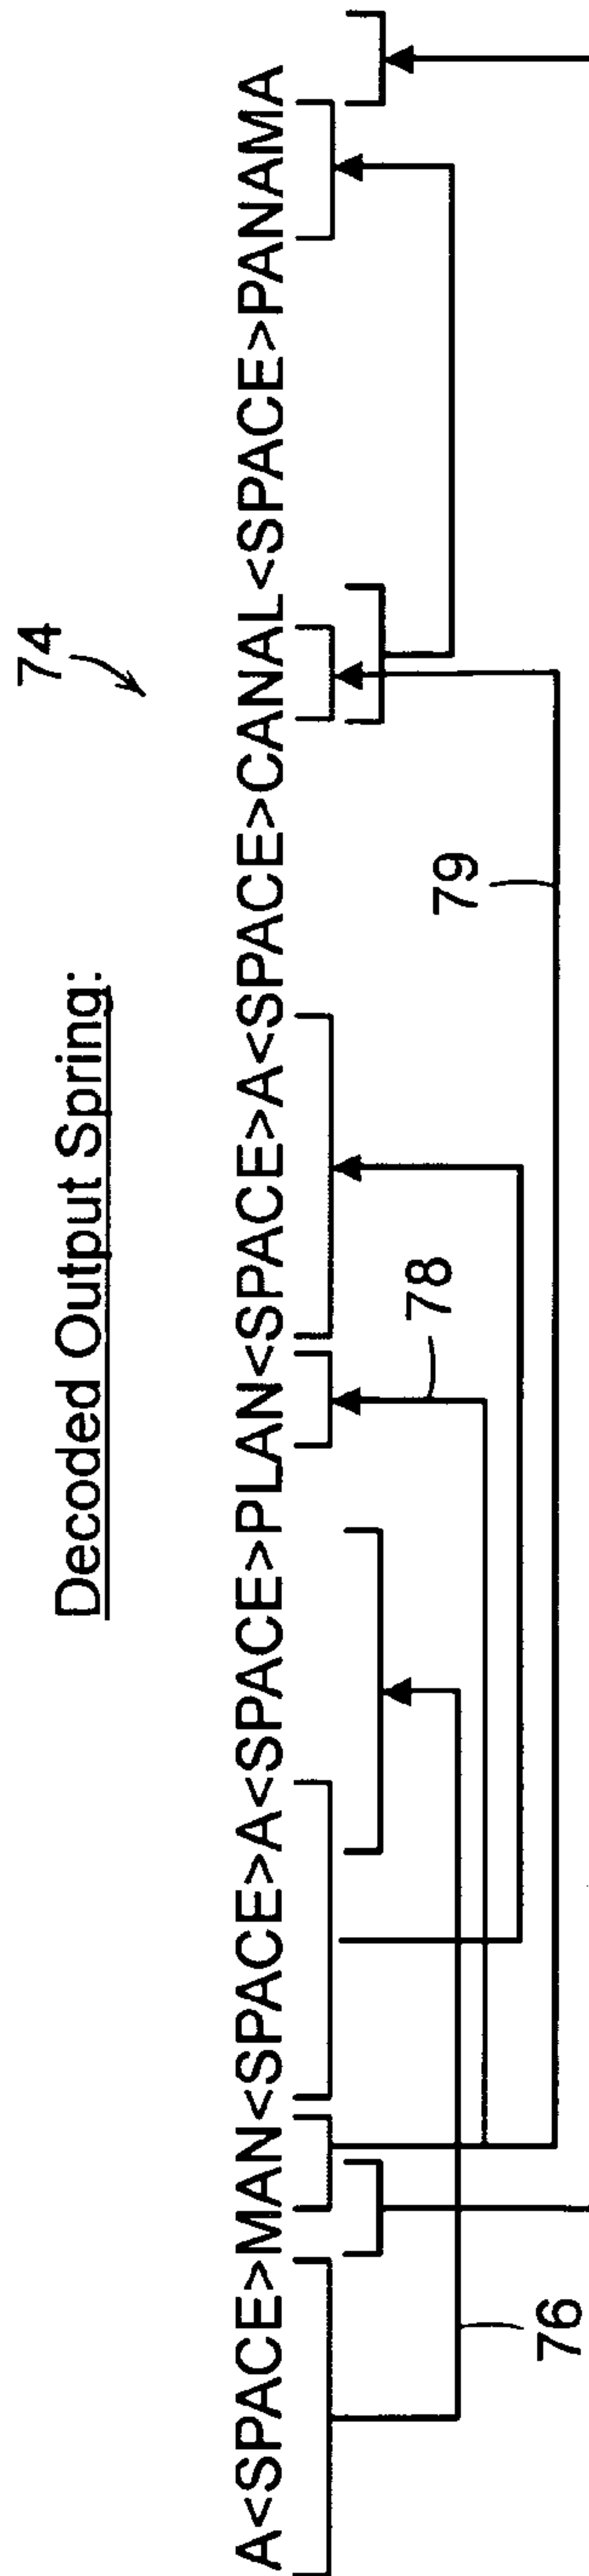 Decoded Output Spring:
74
A<SPACE>MAN<SPACE>A<SPACE>PLAN<SPACE>A<SPACE>CANAL<SPACE>PANAMA
76
78
79